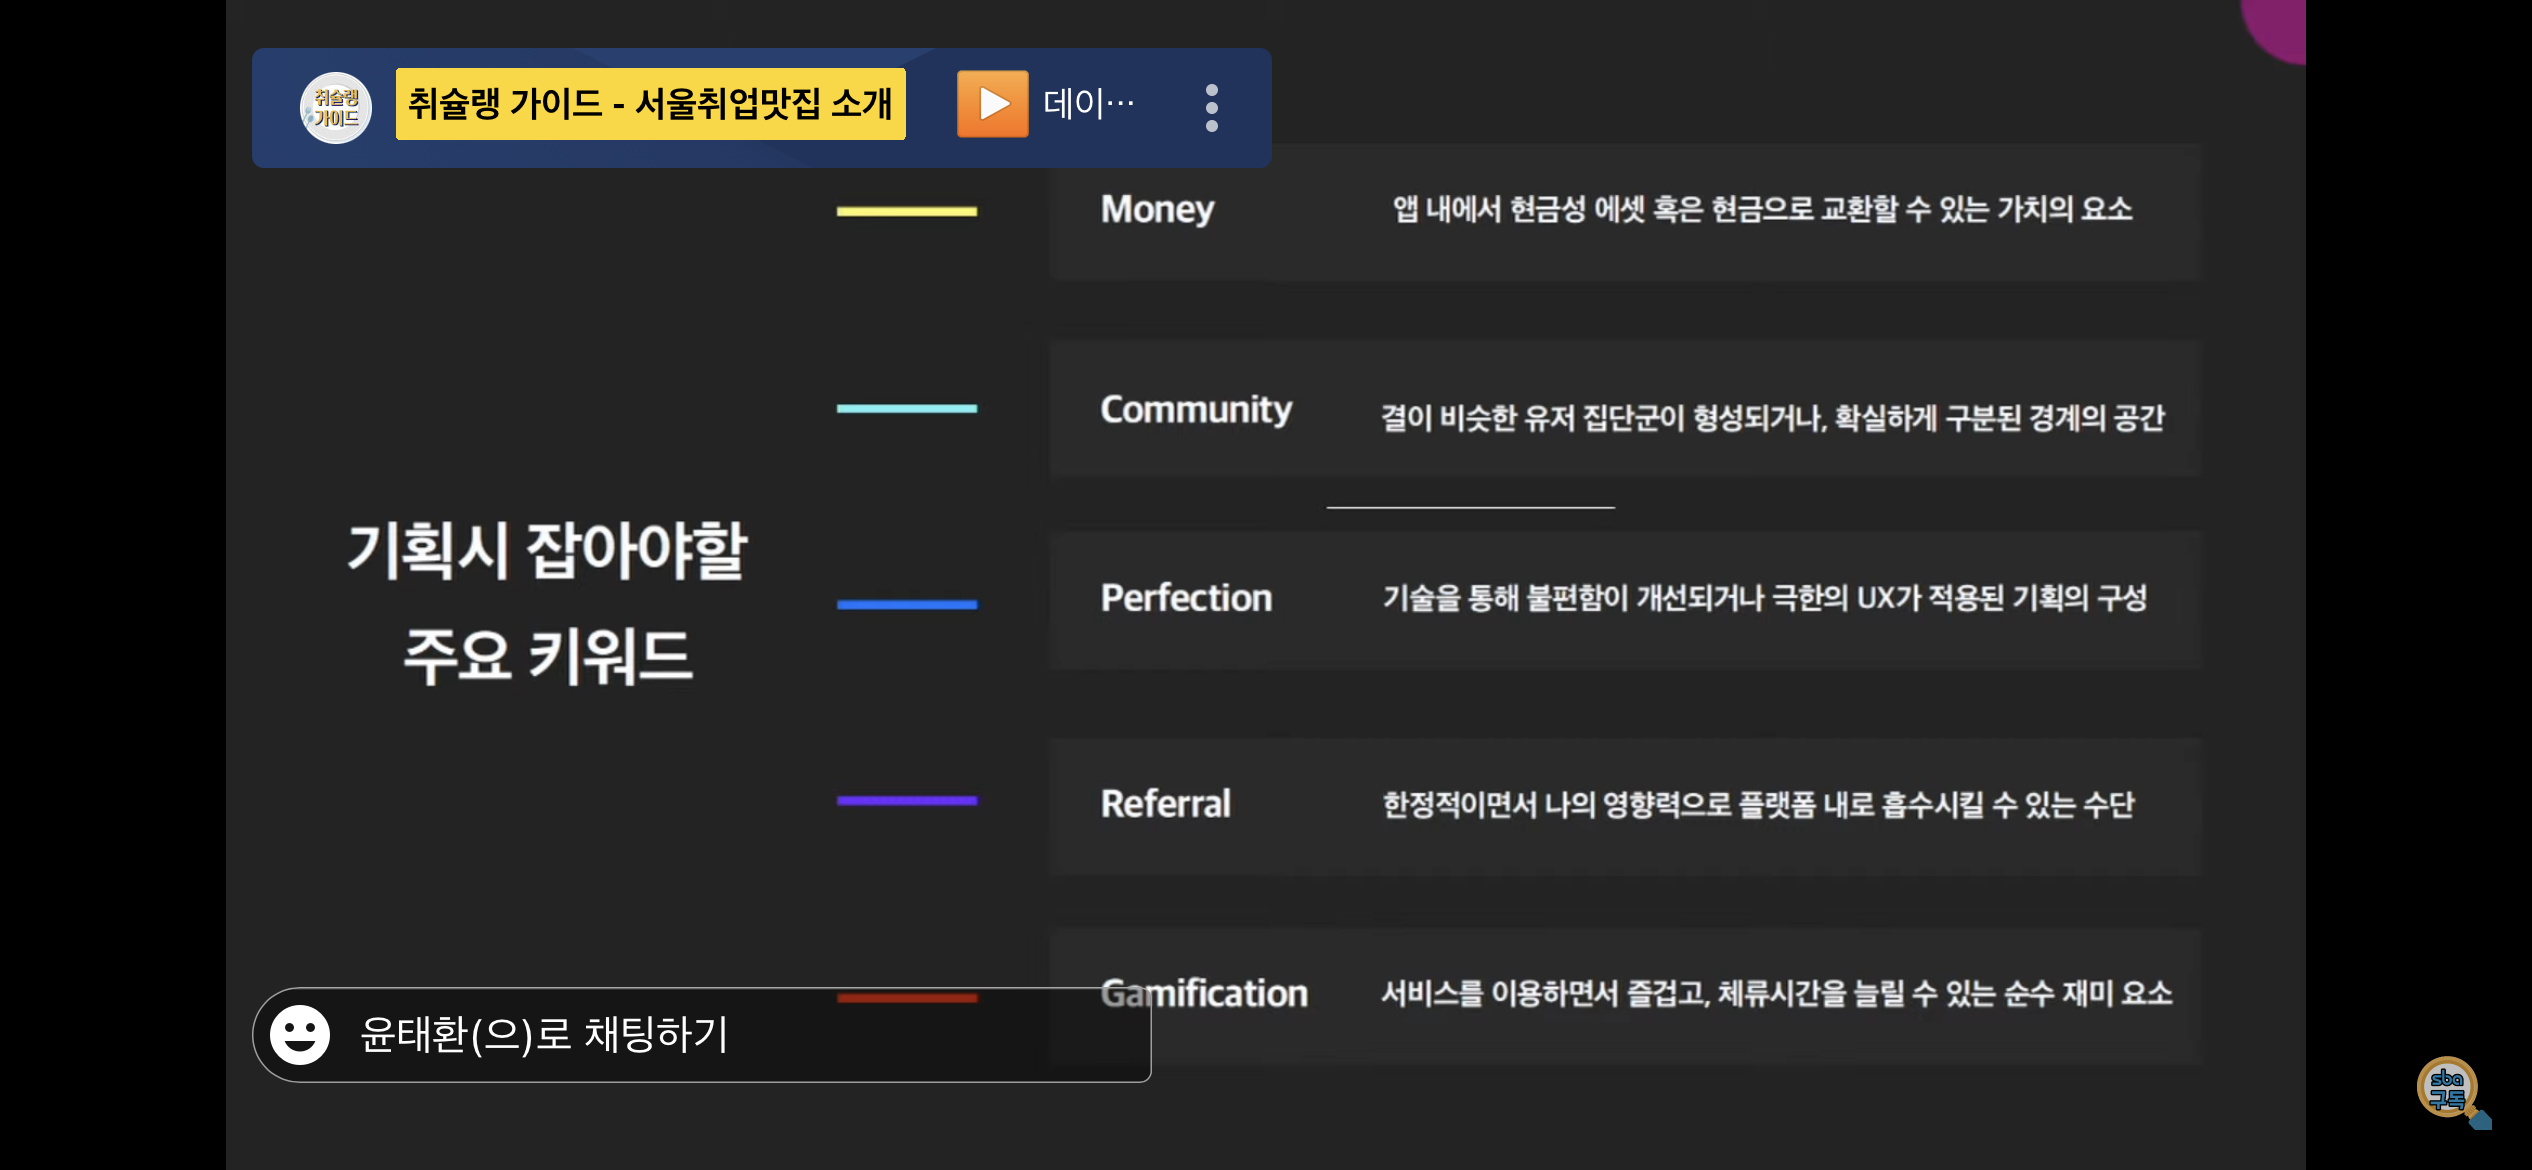 취슐랭
가이드
취슐랭 가이드 - 서울취업맛집 소개
데이…
기획시 잡아야할
주요 키워드
Money 앱 내에서 현금성 에셋 혹은 현금으로 교환할 수 있는 가치의 요소
Community 결이 비슷한 유저 집단군이 형성되거나, 확실하게 구분된 경계의 공간
Perfection 기술을 통해 불편함이 개선되거나 극한의 UX가 적용된 기획의 구성
Referral 한정적이면서 나의 영향력으로 플랫폼 내로 흡수시킬 수 있는 수단
Gamification 서비스를 이용하면서 즐겁고, 체류시간을 늘릴 수 있는 순수 재미 요소
윤태환(으)로 채팅하기
sba
구독